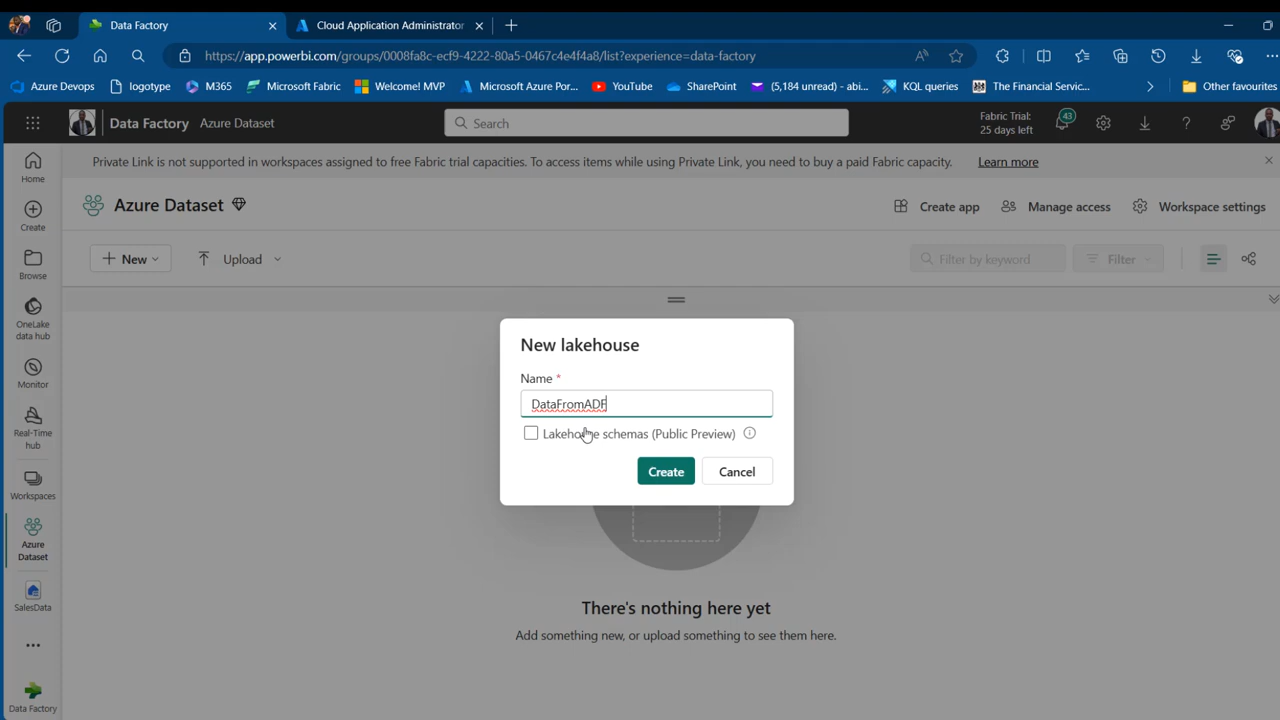 Data Factory
Cloud Application Administrator
https://app.powerbi.com/groups/0008fa8c-ecf9-4222-80a5-0467c4e4f4a8/list?experience=data-factory
Azure Devops
logotype
M365
Microsoft Fabric
Welcome! MVP
Microsoft Azure Por...
YouTube
SharePoint
(5,184 unread) - abi...
KQL queries
The Financial Servic...
Other favourites
Data Factory
Azure Dataset
Search
Fabric Trial:
25 days left
43
Private Link is not supported in workspaces assigned to free Fabric trial capacities. To access items while using Private Link, you need to buy a paid Fabric capacity.
Learn more
Home
Create
Browse
OneLake
data hub
Monitor
Real-Time
hub
Workspaces
Azure
Dataset
SalesData
Data Factory
Azure Dataset
Create app
Manage access
Workspace settings
New
Upload
Filter by keyword
Filter
New lakehouse
Name *
DataFromADF
Lakehouse schemas (Public Preview)
Create
Cancel
There's nothing here yet
Add something new, or upload something to see them here.